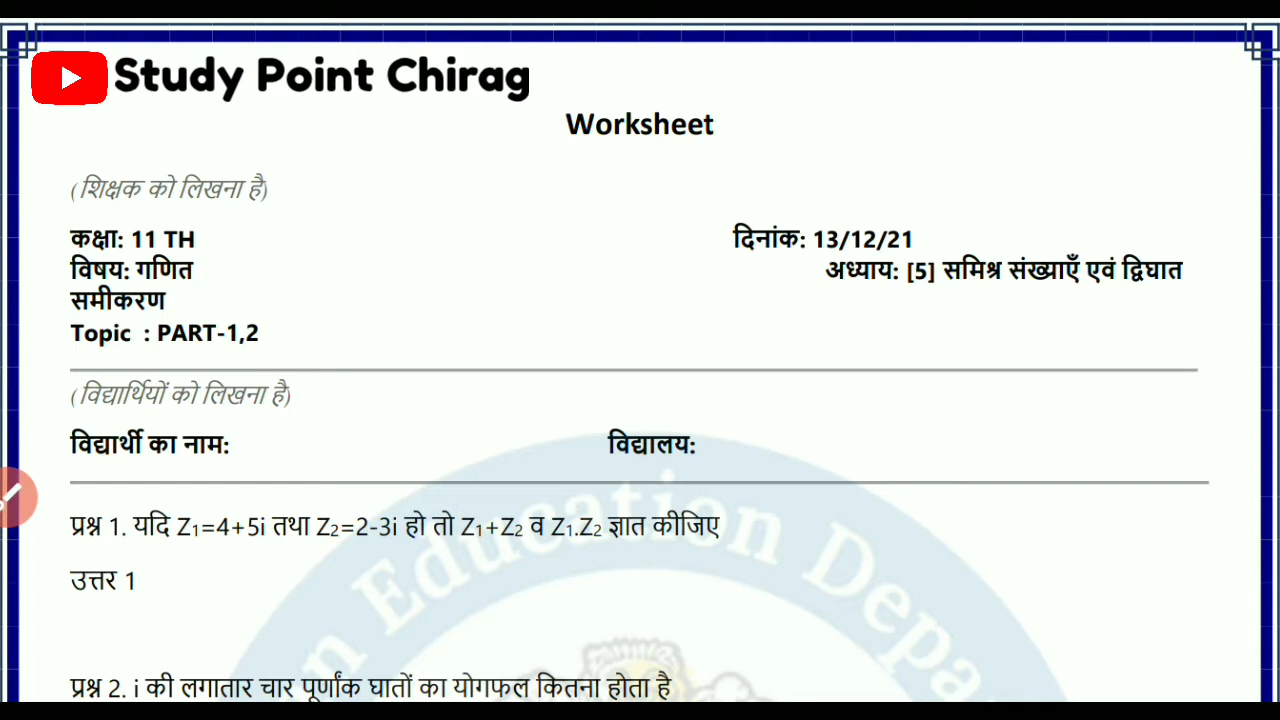 Study Point Chirag
Worksheet
(शिक्षक को लिखना है)
कक्षा: 11 TH दिनांक: 13/12/21
विषय: गणित अध्याय: [5] समिश्र संख्याएँ एवं द्विघात
समीकरण
Topic : PART-1,2
(विद्यार्थियों को लिखना है)
विद्यार्थी का नाम: विद्यालय:
प्रश्न 1. यदि Z₁=4+5i तथा Z₂=2-3i हो तो Z₁+Z₂ व Z₁.Z₂ ज्ञात कीजिए
उत्तर 1
प्रश्न 2. i की लगातार चार पूर्णांक घातों का योगफल कितना होता है